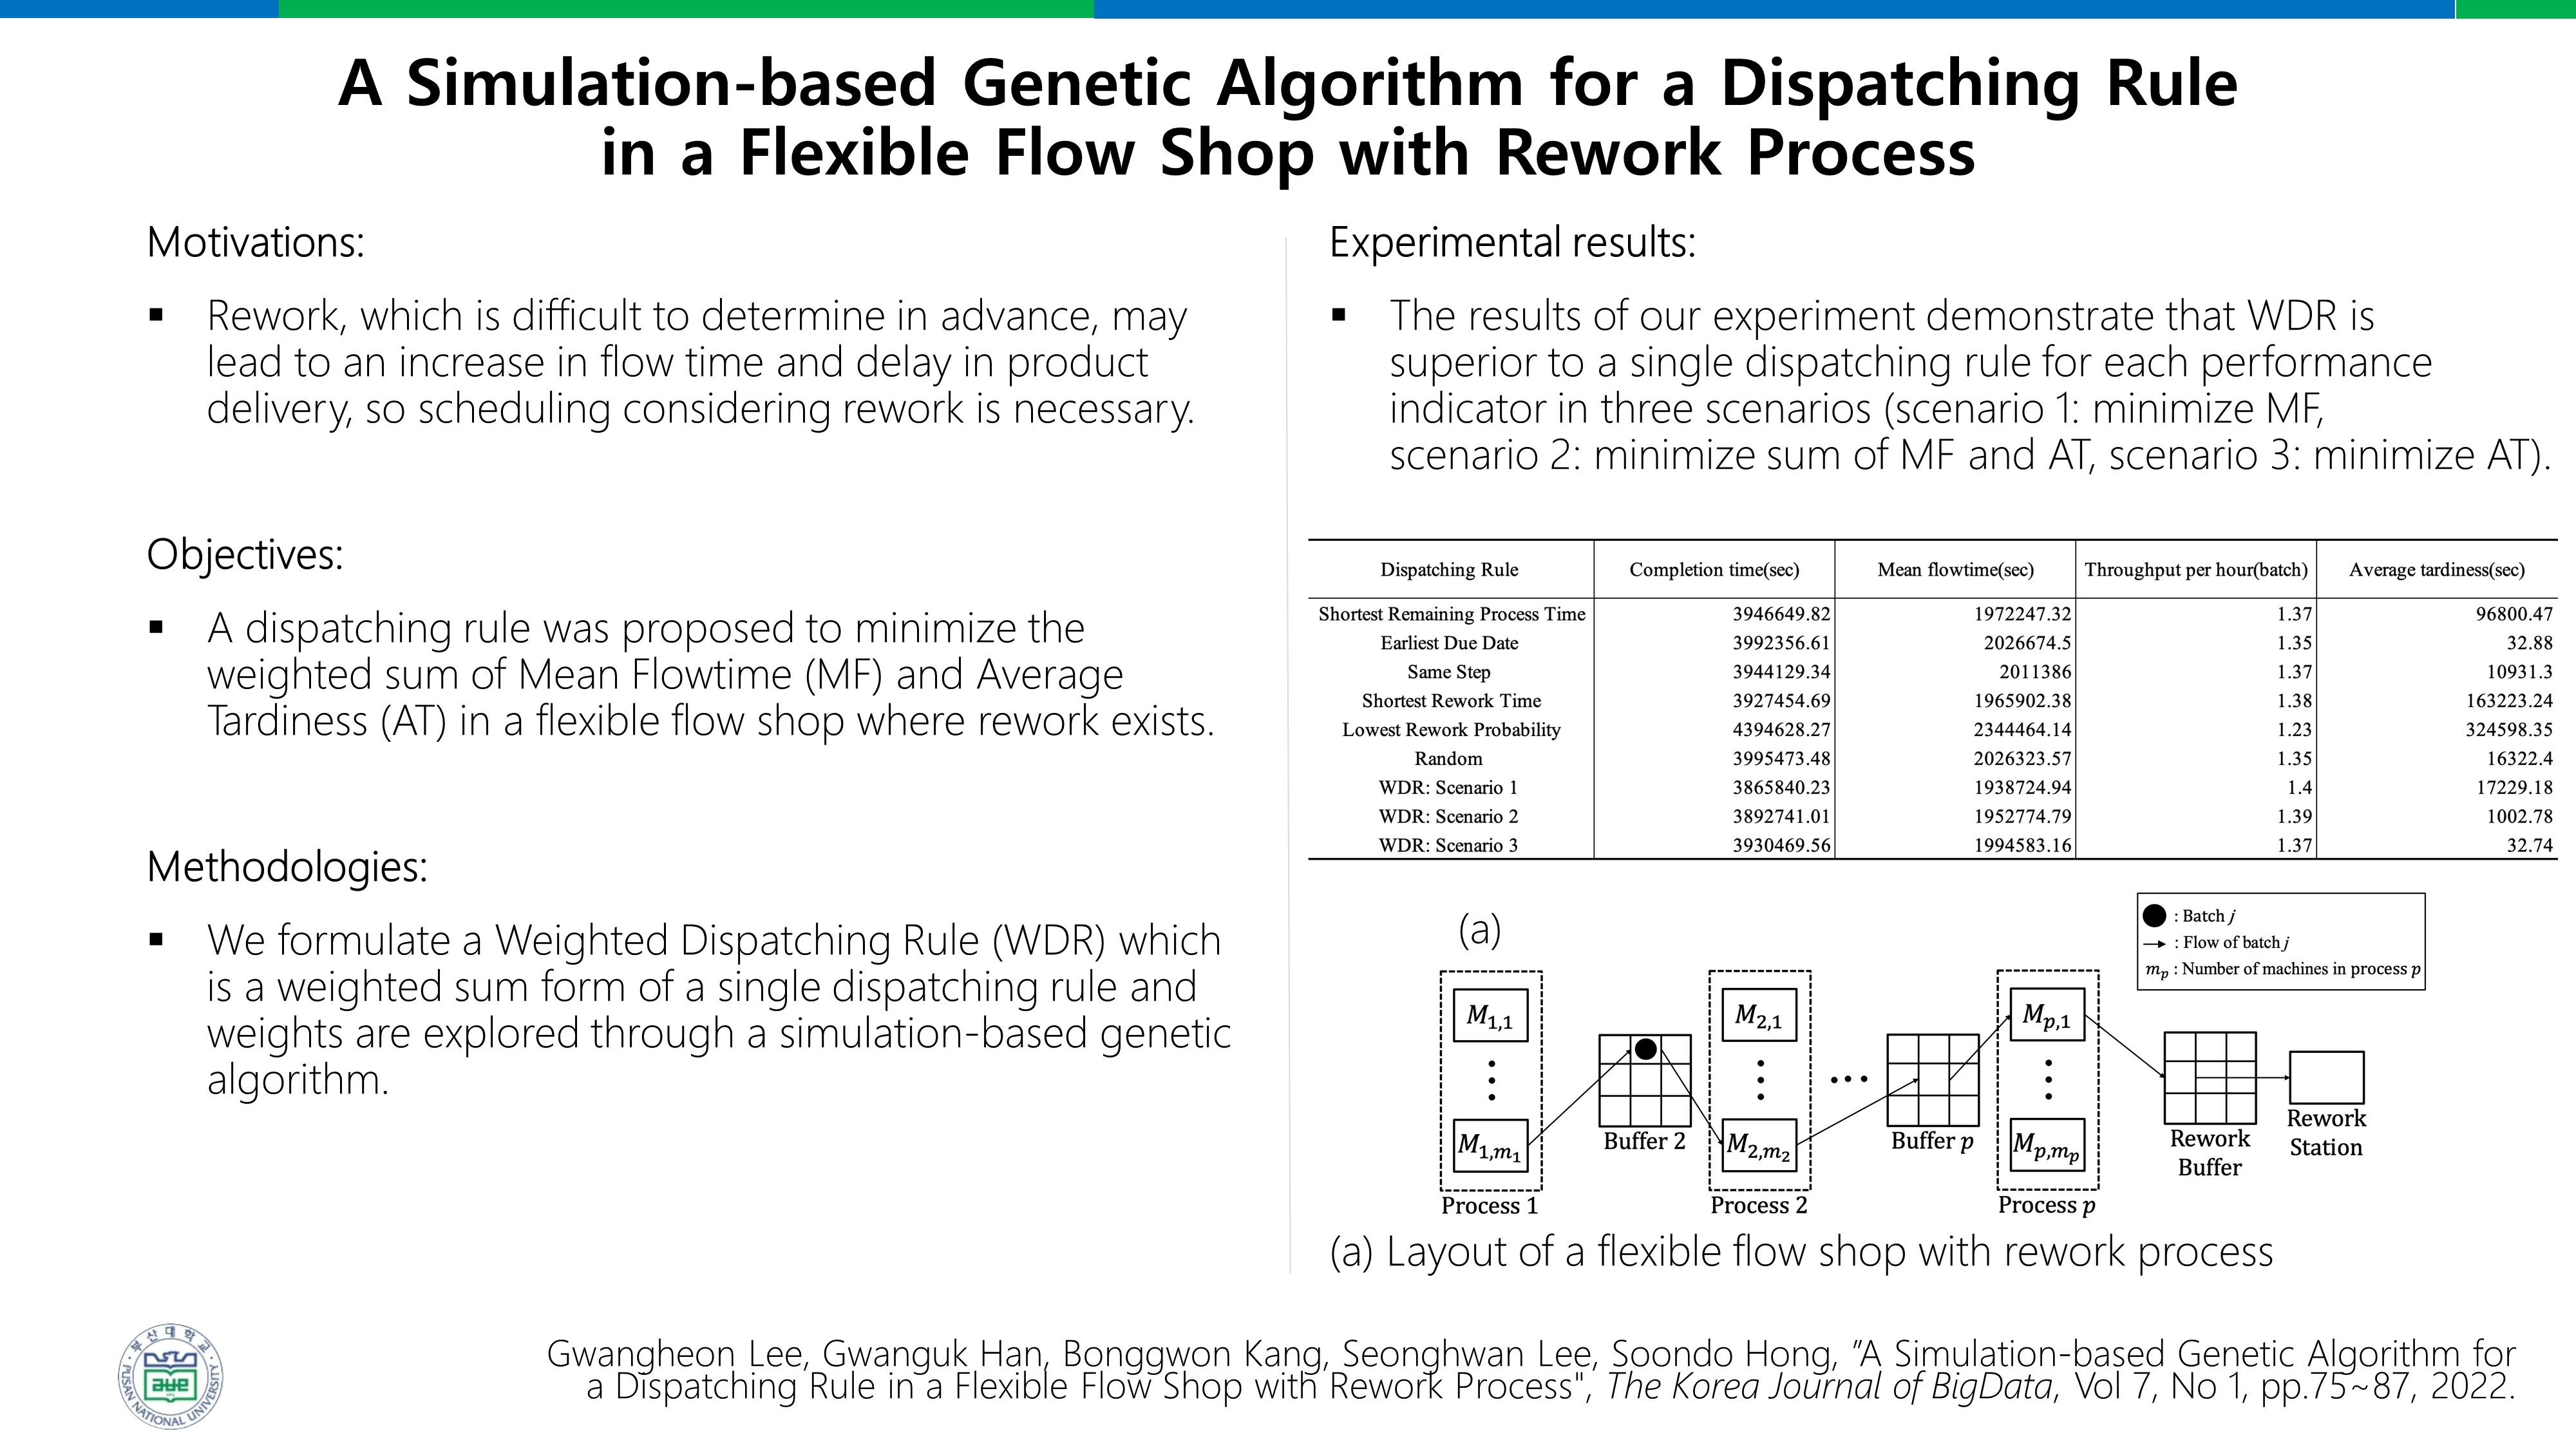 A Simulation-based Genetic Algorithm for a Dispatching Rule
in a Flexible Flow Shop with Rework Process
Motivations:
▪ Rework, which is difficult to determine in advance, may
lead to an increase in flow time and delay in product
delivery, so scheduling considering rework is necessary.
Objectives:
▪ A dispatching rule was proposed to minimize the
weighted sum of Mean Flowtime (MF) and Average
Tardiness (AT) in a flexible flow shop where rework exists.
Methodologies:
▪ We formulate a Weighted Dispatching Rule (WDR) which
is a weighted sum form of a single dispatching rule and
weights are explored through a simulation-based genetic
algorithm.
Experimental results:
▪ The results of our experiment demonstrate that WDR is
superior to a single dispatching rule for each performance
indicator in three scenarios (scenario 1: minimize MF,
scenario 2: minimize sum of MF and AT, scenario 3: minimize AT).
Dispatching Rule Completion time(sec) Mean flowtime(sec) Throughput per hour(batch) Average tardiness(sec)
Shortest Remaining Process Time 3946649.82 1972247.32 1.37 96800.47
Earliest Due Date 3992356.61 2026674.5 1.35 32.88
Same Step 3944129.34 2011386 1.37 10931.3
Shortest Rework Time 3927454.69 1965902.38 1.38 163223.24
Lowest Rework Probability 4394628.27 2344464.14 1.23 324598.35
Random 3995473.48 2026323.57 1.35 16322.4
WDR: Scenario 1 3865840.23 1938724.94 1.4 17229.18
WDR: Scenario 2 3892741.01 1952774.79 1.39 1002.78
WDR: Scenario 3 3930469.56 1994583.16 1.37 32.74
(a)
: Batch j
: Flow of batch j
m_p : Number of machines in process p
M_1,1 M_2,1 M_p,1
M_1,m_1 M_2,m_2 M_p,m_p
Buffer 2 Buffer p
Rework
Buffer
Rework
Station
Process 1 Process 2 Process p
(a) Layout of a flexible flow shop with rework process
부산대학교
PUSAN NATIONAL UNIVERSITY
Gwangheon Lee, Gwanguk Han, Bonggwon Kang, Seonghwan Lee, Soondo Hong, "A Simulation-based Genetic Algorithm for
a Dispatching Rule in a Flexible Flow Shop with Rework Process", The Korea Journal of BigData, Vol 7, No 1, pp.75~87, 2022.